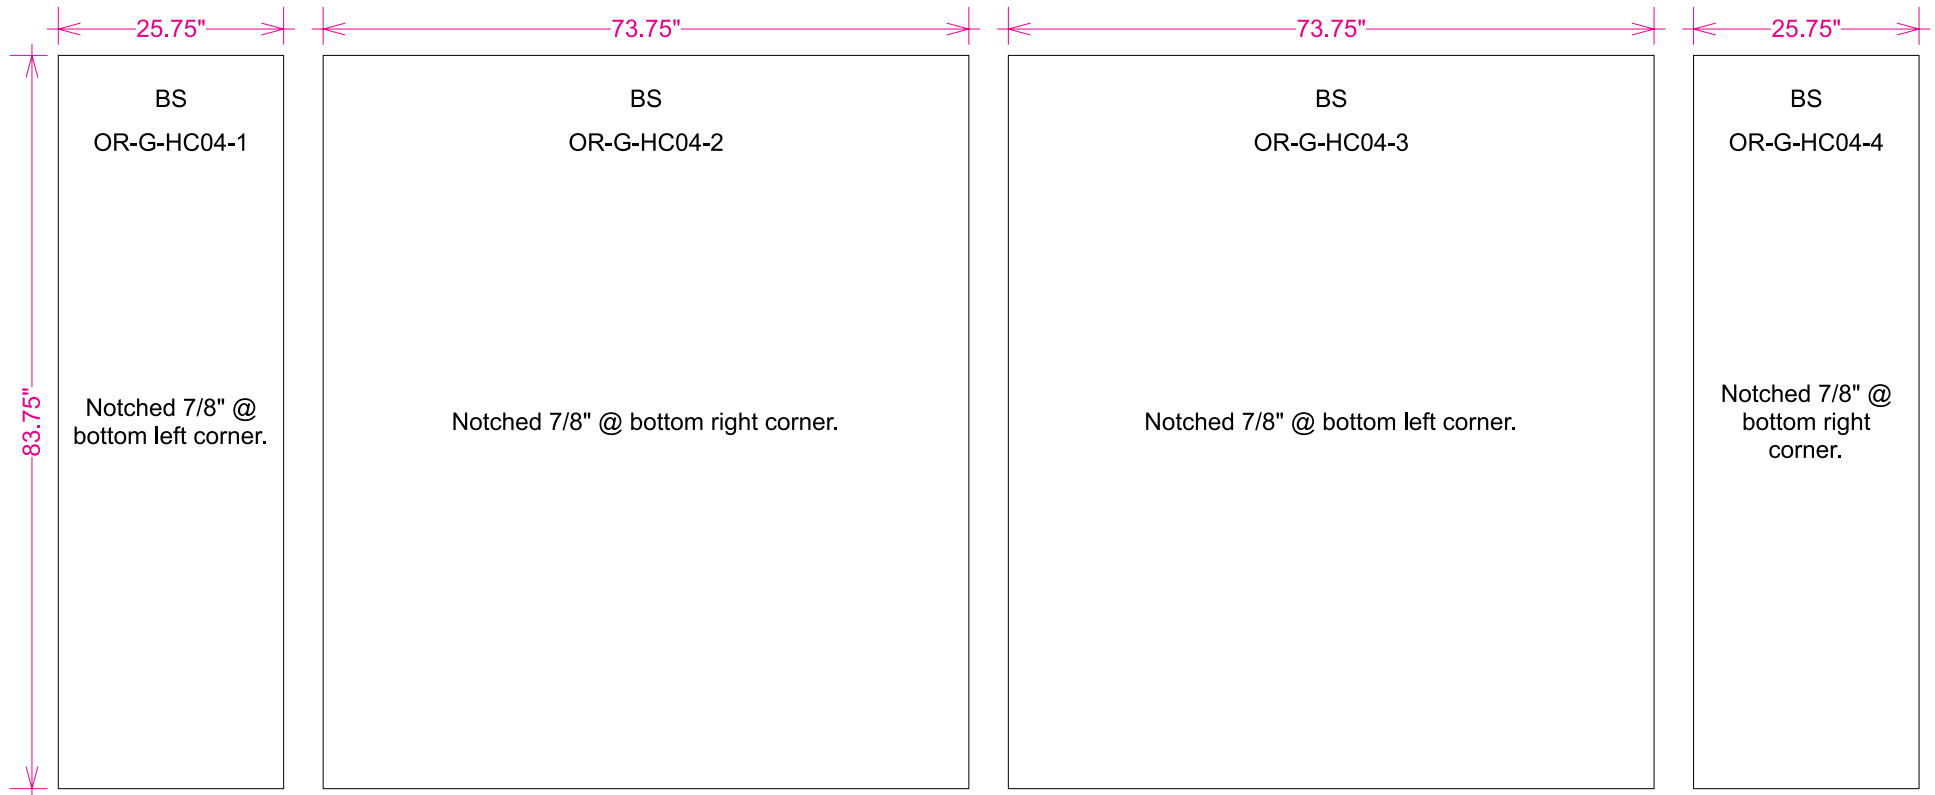 25.75"
73.75"
73.75"
25.75"
83.75"
BS
OR-G-HC04-1
Notched 7/8" @
bottom left corner.
BS
OR-G-HC04-2
Notched 7/8" @ bottom right corner.
BS
OR-G-HC04-3
Notched 7/8" @ bottom left corner.
BS
OR-G-HC04-4
Notched 7/8" @
bottom right
corner.